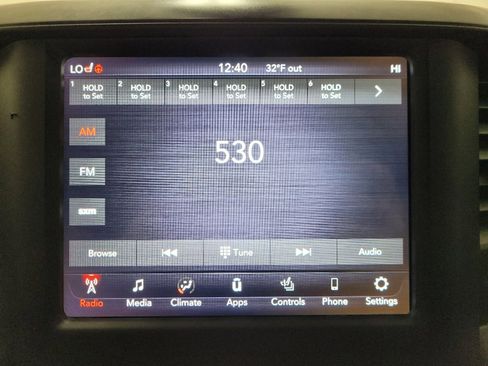 LO 12:40 32°F out HI
1 HOLD to Set 2 HOLD to Set 3 HOLD to Set 4 HOLD to Set 5 HOLD to Set 6 HOLD to Set
AM
530
FM
Browse Tune Audio
Radio Media Climate Apps Controls Phone Settings